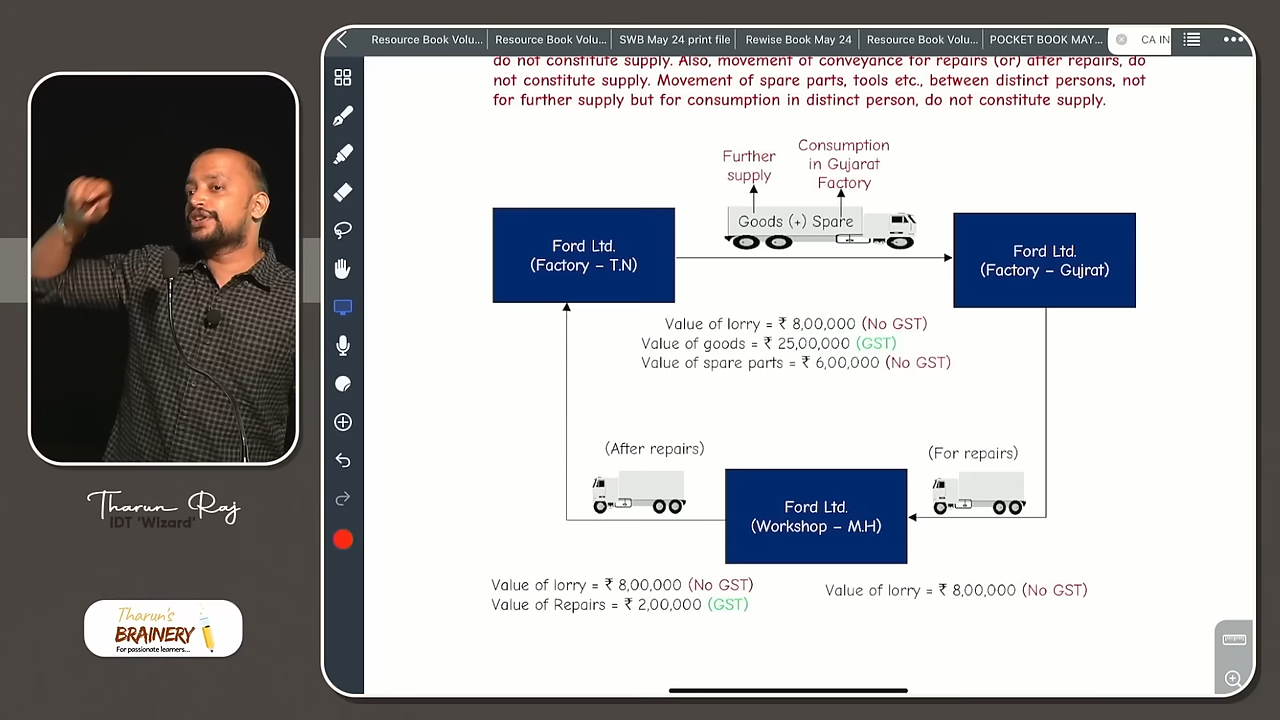 Resource Book Volu...
Resource Book Volu...
SWB May 24 print file
Rewise Book May 24
Resource Book Volu...
POCKET BOOK MAY...
CA IN
do not constitute supply. Also, movement of conveyance for repairs (or) after repairs, do
not constitute supply. Movement of spare parts, tools etc., between distinct persons, not
for further supply but for consumption in distinct person, do not constitute supply.
Further
supply
Consumption
in Gujarat
Factory
Goods (+) Spare
Ford Ltd.
(Factory – T.N)
Ford Ltd.
(Factory – Gujrat)
Value of lorry = ₹ 8,00,000 (No GST)
Value of goods = ₹ 25,00,000 (GST)
Value of spare parts = ₹ 6,00,000 (No GST)
(After repairs)
(For repairs)
Ford Ltd.
(Workshop – M.H)
Value of lorry = ₹ 8,00,000 (No GST)
Value of Repairs = ₹ 2,00,000 (GST)
Value of lorry = ₹ 8,00,000 (No GST)
Tharun Raj
IDT 'Wizard'
Tharun's
BRAINERY
For passionate learners...